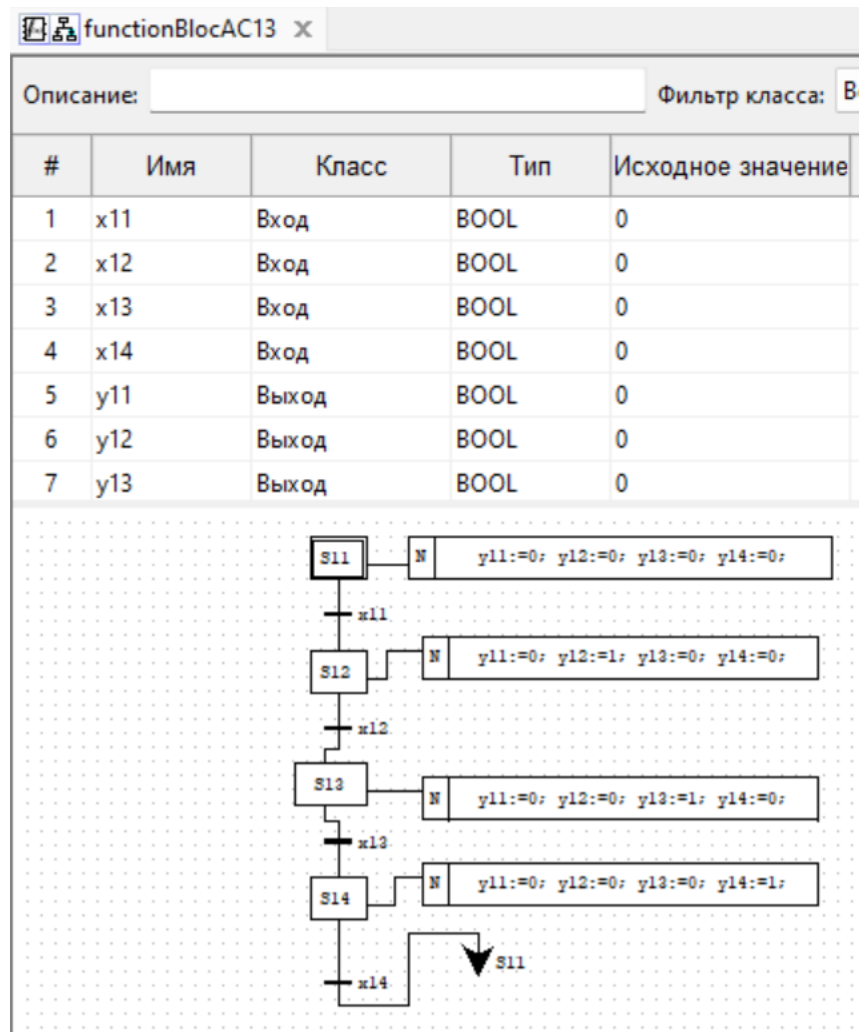 functionBlocAC13 X
Описание: Фильтр класса:
# Имя Класс Тип Исходное значение
1 x11 Вход BOOL 0
2 x12 Вход BOOL 0
3 x13 Вход BOOL 0
4 x14 Вход BOOL 0
5 y11 Выход BOOL 0
6 y12 Выход BOOL 0
7 y13 Выход BOOL 0
S11 N y11:=0; y12:=0; y13:=0; y14:=0;
x11
S12 N y11:=0; y12:=1; y13:=0; y14:=0;
x12
S13 N y11:=0; y12:=0; y13:=1; y14:=0;
x13
S14 N y11:=0; y12:=0; y13:=0; y14:=1;
S11
x14